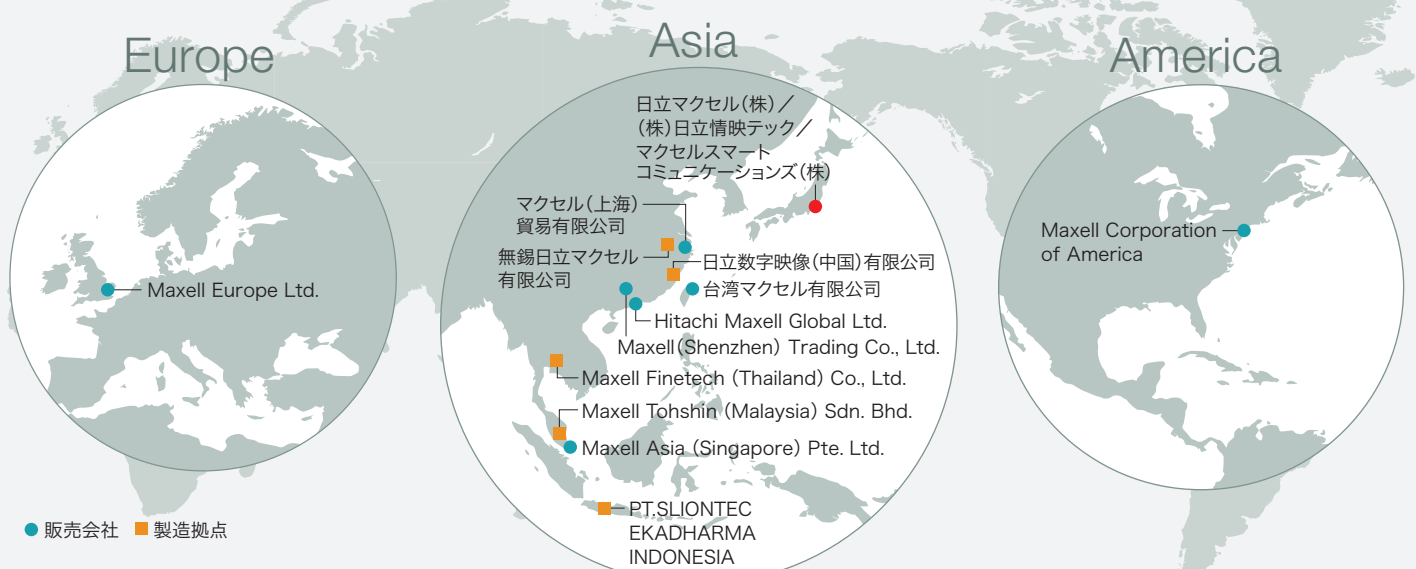 Europe
Asia
America
日立マクセル(株)／
(株)日立情映テック／
マクセルスマート
コミュニケーションズ(株)
マクセル(上海)
貿易有限公司
無錫日立マクセル
有限公司
日立数字映像(中国)有限公司
台湾マクセル有限公司
Hitachi Maxell Global Ltd.
Maxell(Shenzhen) Trading Co., Ltd.
Maxell Finetech (Thailand) Co., Ltd.
Maxell Tohshin (Malaysia) Sdn. Bhd.
Maxell Asia (Singapore) Pte. Ltd.
PT.SLIONTEC
EKADHARMA
INDONESIA
Maxell Europe Ltd.
Maxell Corporation
of America
販売会社 製造拠点